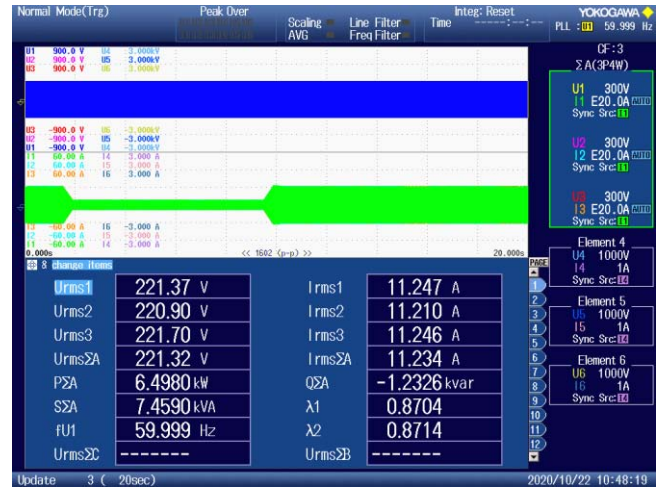 Normal Mode(Trg) Peak Over Scaling Line Filter Integ: Reset YOKOGAWA
AVG Freq Filter Time -----:--:-- PLL :U1 59.999 Hz
U1 900.0 V U4 3.000kV
U2 900.0 V U5 3.000kV
U3 900.0 V U6 3.000kV
CF:3
ΣA(3P4W)
U1 300V
I1 E20.0A AUTO
Sync Src:I1
U2 300V
I2 E20.0A AUTO
Sync Src:I1
U3 300V
I3 E20.0A AUTO
Sync Src:I1
U3 -900.0 V U6 -3.000kV
U2 -900.0 V U5 -3.000kV
U1 -900.0 V U4 -3.000kV
I1 60.00 A I4 3.000 A
I2 60.00 A I5 3.000 A
I3 60.00 A I6 3.000 A
I3 -60.00 A I6 -3.000 A
I2 -60.00 A I5 -3.000 A
I1 -60.00 A I4 -3.000 A
0.000s << 1602 (p-p) >> 20.000s
Element 4
U4 1000V
I4 1A
Sync Src:I4
Element 5
U5 1000V
I5 1A
Sync Src:I4
Element 6
U6 1000V
I6 1A
Sync Src:I4
8 change items PAGE
Urms1 221.37 V Irms1 11.247 A
Urms2 220.90 V Irms2 11.210 A
Urms3 221.70 V Irms3 11.246 A
UrmsΣA 221.32 V IrmsΣA 11.234 A
PΣA 6.4980 kW QΣA -1.2326 kvar
SΣA 7.4590 kVA λ1 0.8704
fU1 59.999 Hz λ2 0.8714
UrmsΣC ------- UrmsΣB -------
1
2
3
4
5
6
7
8
9
10
11
12
Update 3 ( 20sec) 2020/10/22 10:48:19